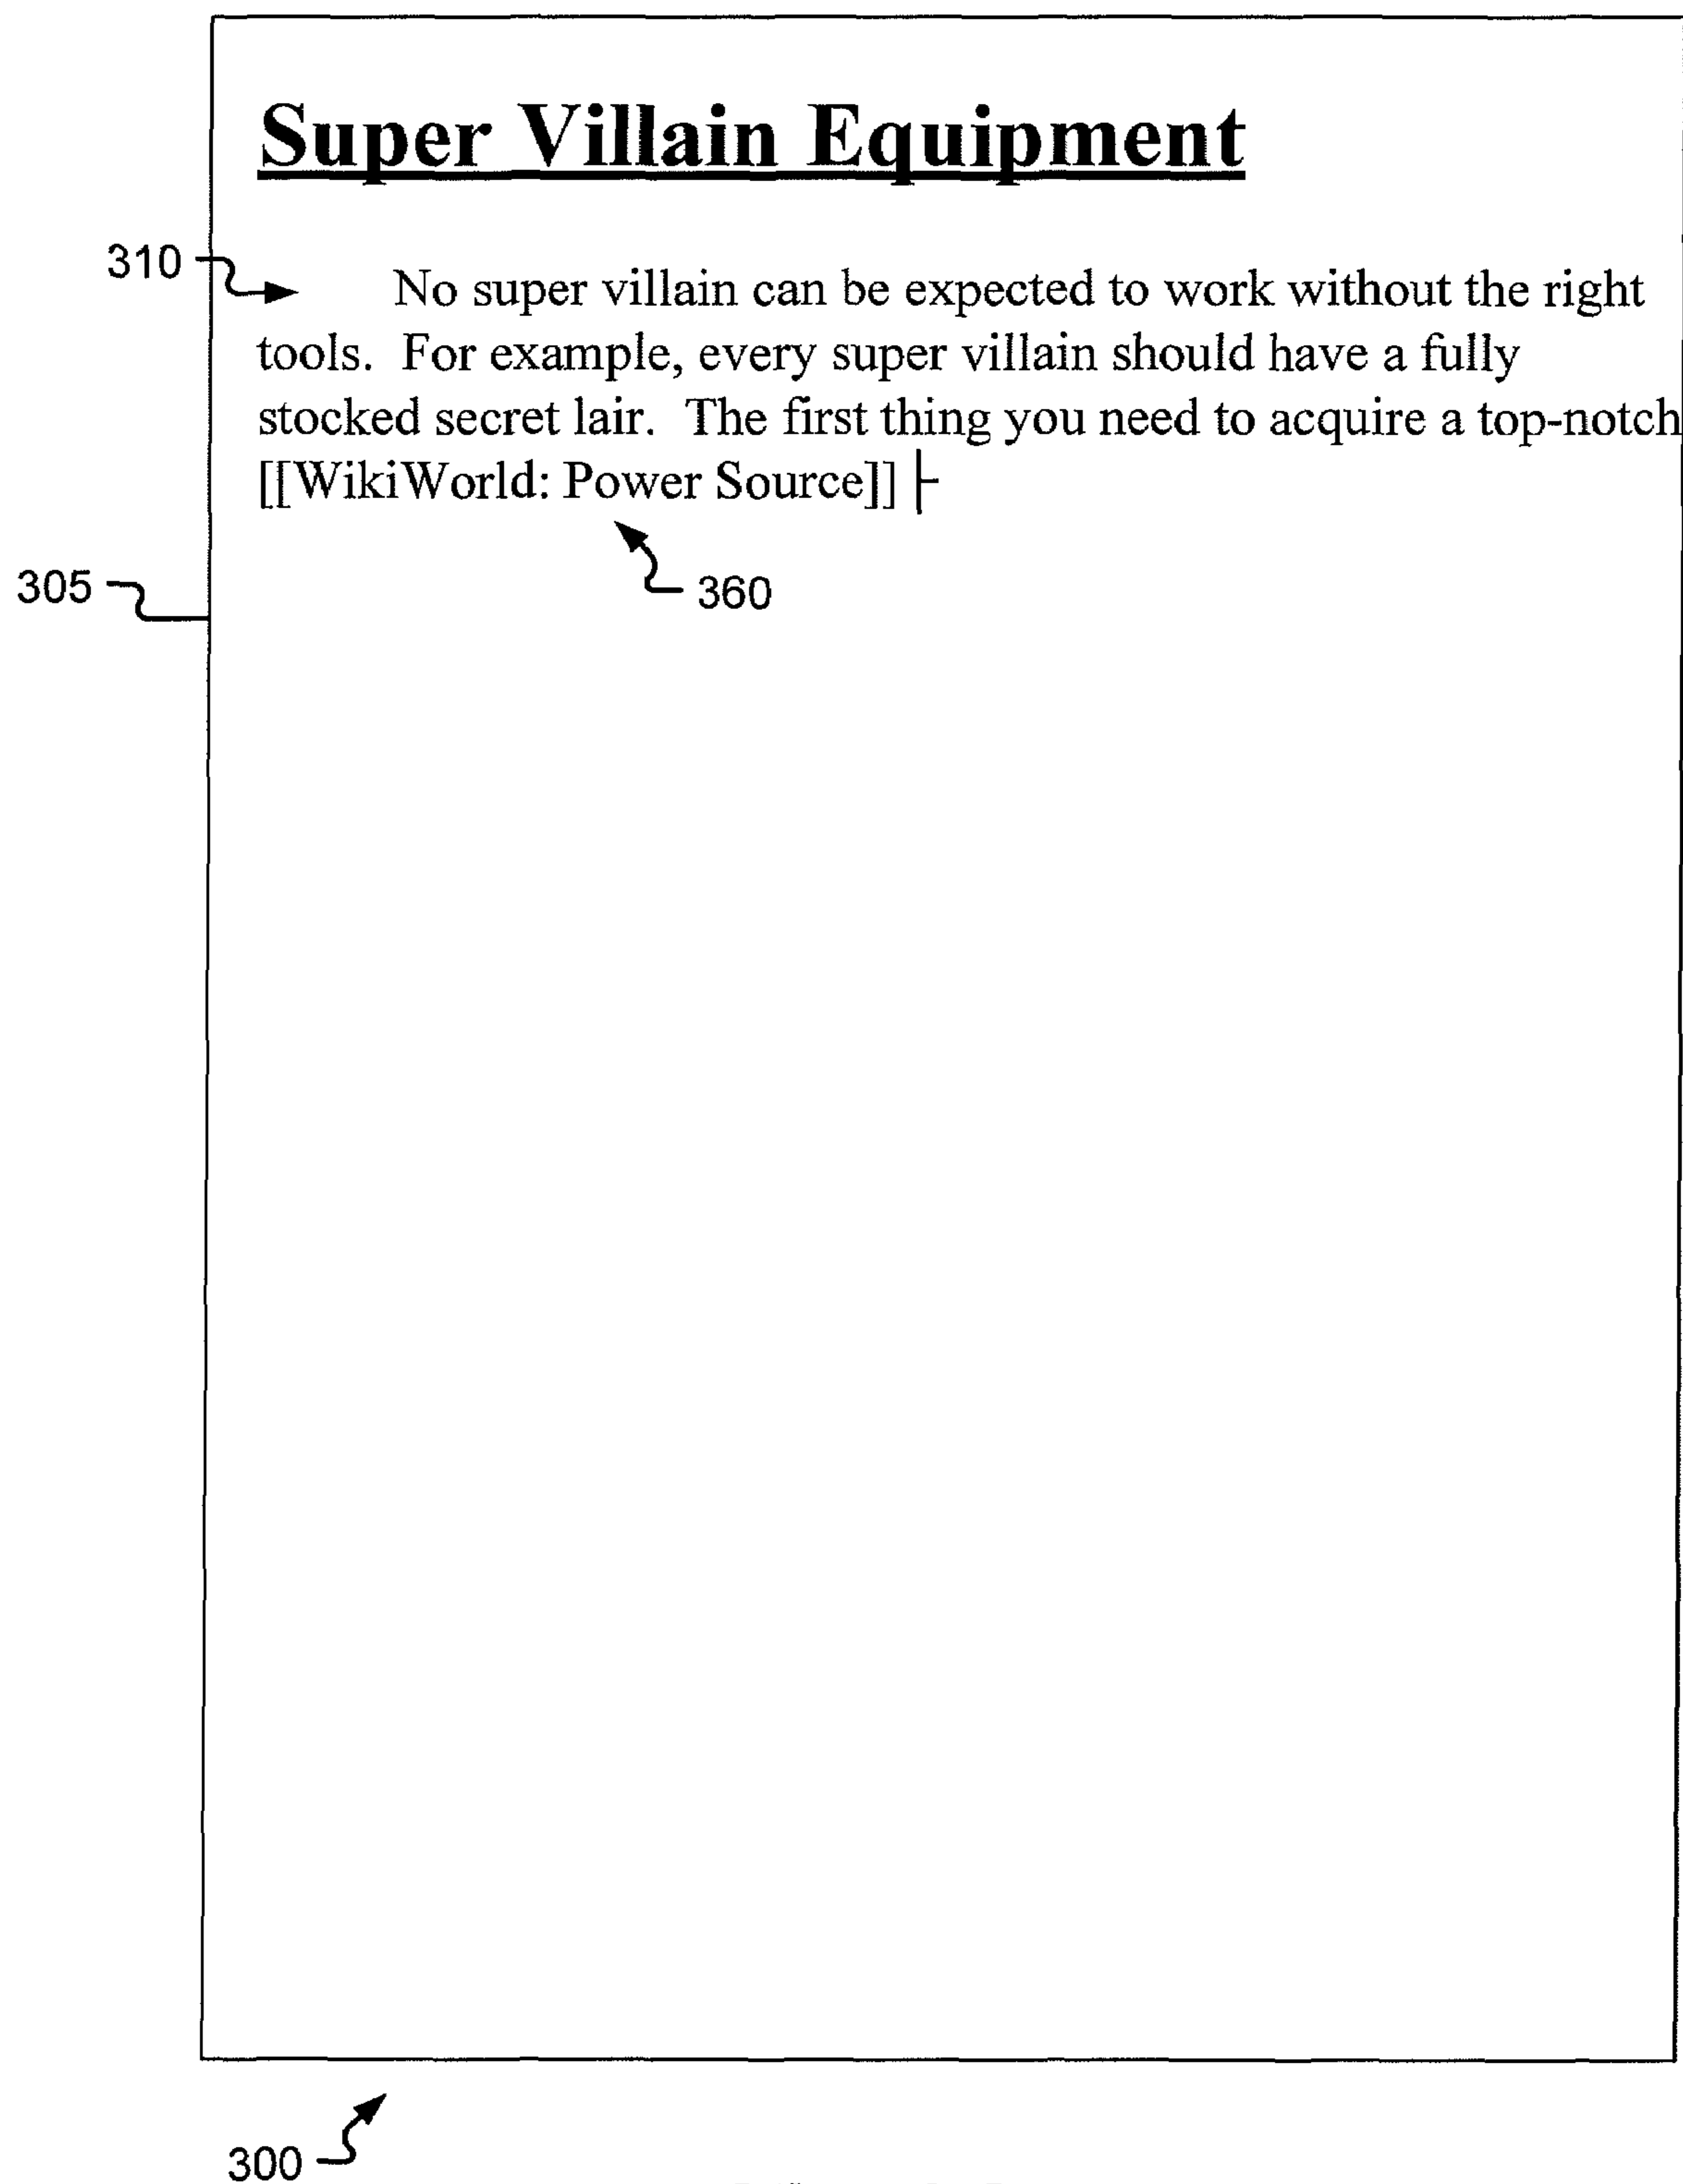 Super Villain Equipment
310
No super villain can be expected to work without the right
tools. For example, every super villain should have a fully
stocked secret lair. The first thing you need to acquire a top-notch
[[WikiWorld: Power Source]]
305
360
300